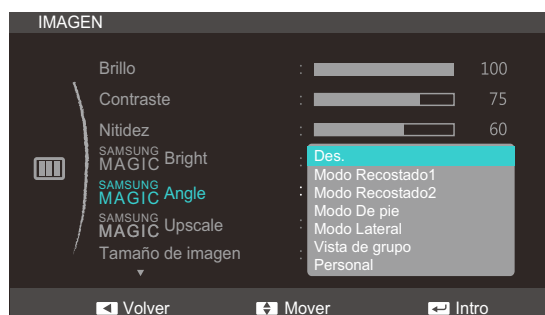 IMAGEN
Brillo : 100
Contraste : 75
Nitidez : 60
SAMSUNG MAGIC Bright :
SAMSUNG MAGIC Angle :
SAMSUNG MAGIC Upscale :
Tamaño de imagen :
Des.
Modo Recostado1
Modo Recostado2
Modo De pie
Modo Lateral
Vista de grupo
Personal
Volver Mover Intro